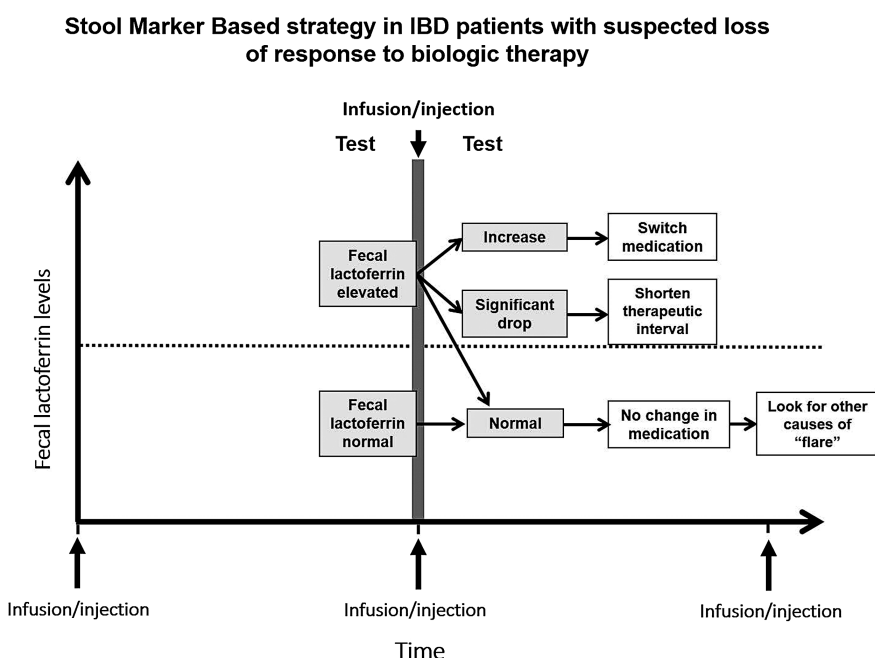 Stool Marker Based strategy in IBD patients with suspected loss
of response to biologic therapy
Infusion/injection
Test
Test
Fecal
lactoferrin
elevated
Increase
Switch
medication
Significant
drop
Shorten
therapeutic
interval
Fecal lactoferrin levels
Fecal
lactoferrin
normal
Normal
No change in
medication
Look for other
causes of
“flare”
Infusion/injection
Infusion/injection
Infusion/injection
Time